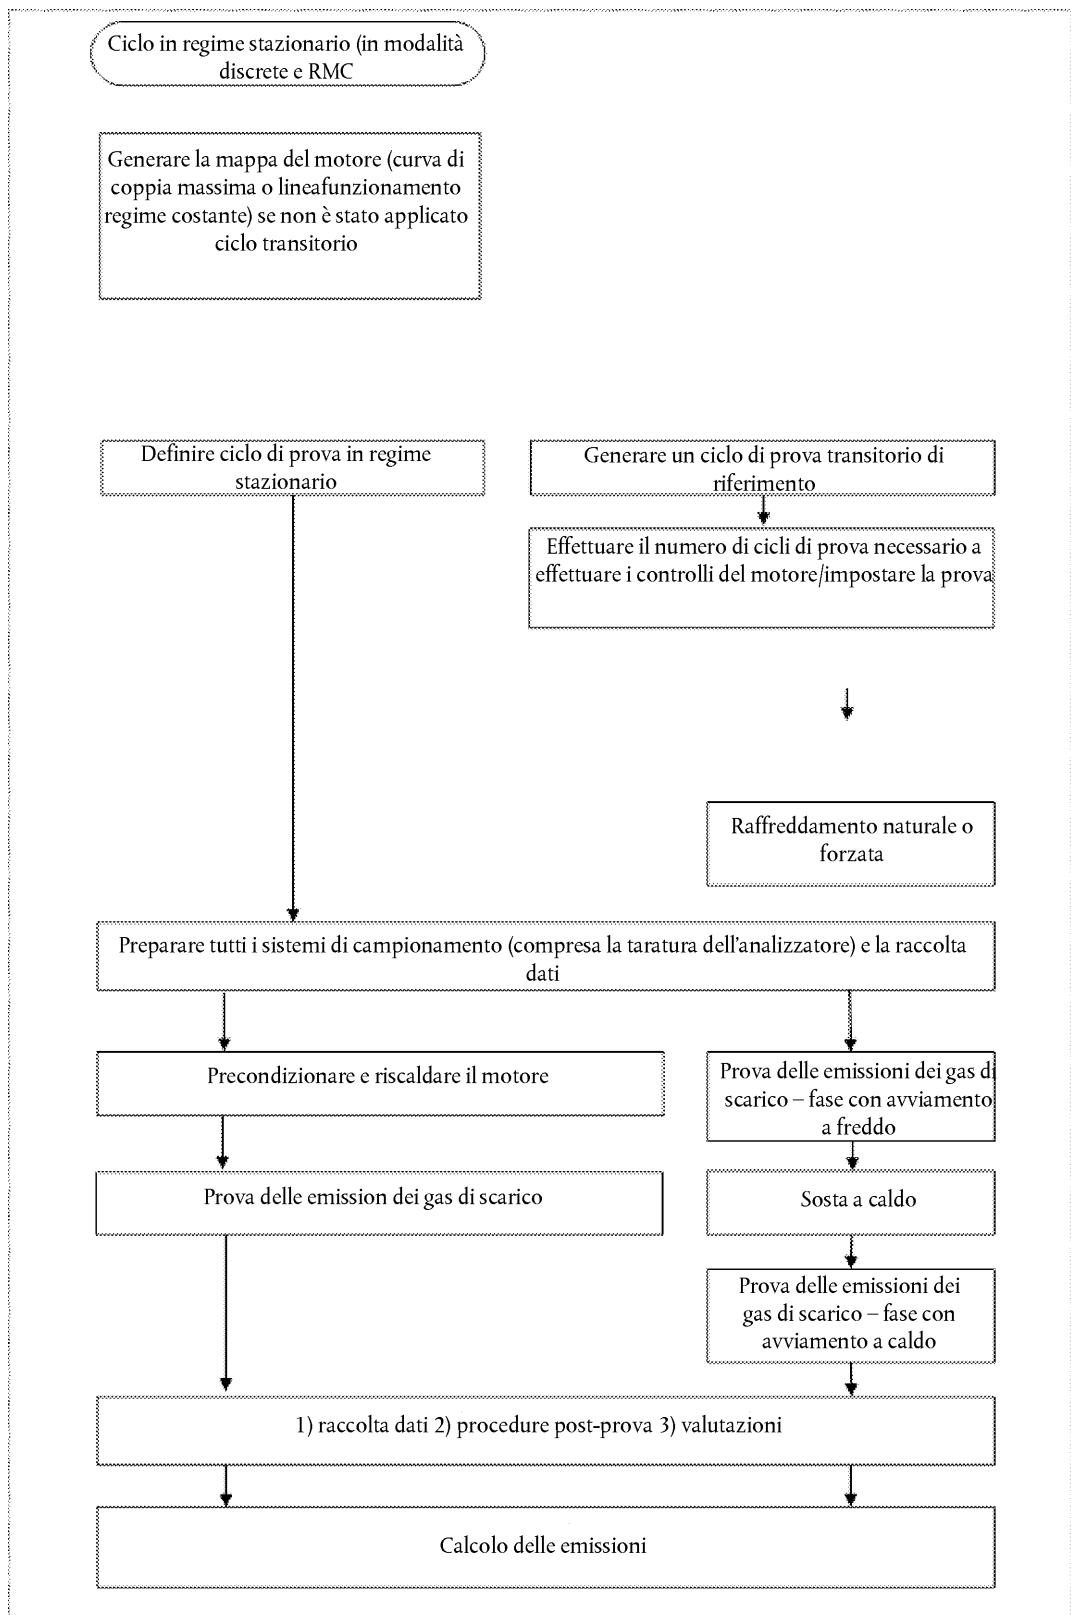 Ciclo in regime stazionario (in modalità
discrete e RMC
Generare la mappa del motore (curva di
coppia massima o lineafunzionamento
regime costante) se non è stato applicato
ciclo transitorio
Definire ciclo di prova in regime
stazionario
Generare un ciclo di prova transitorio di
riferimento
Effettuare il numero di cicli di prova necessario a
effettuare i controlli del motore/impostare la prova
Raffreddamento naturale o
forzata
Preparare tutti i sistemi di campionamento (compresa la taratura dell'analizzatore) e la raccolta
dati
Precondizionare e riscaldare il motore
Prova delle emissioni dei gas di
scarico – fase con avviamento
a freddo
Prova delle emission dei gas di scarico
Sosta a caldo
Prova delle emissioni dei
gas di scarico – fase con
avviamento a caldo
1) raccolta dati 2) procedure post-prova 3) valutazioni
Calcolo delle emissioni